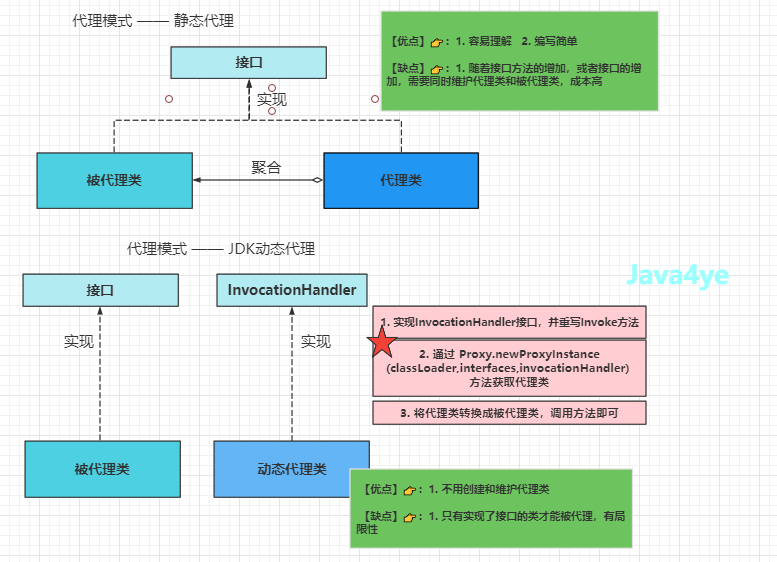 代理模式 —— 静态代理
接口
【优点】👉：1. 容易理解 2. 编写简单
【缺点】👉：1. 随着接口方法的增加，或者接口的增
加，需要同时维护代理类和被代理类，成本高
实现
被代理类
聚合
代理类
代理模式 —— JDK动态代理
Java4ye
接口
InvocationHandler
实现
实现
1. 实现InvocationHandler接口，并重写Invoke方法
2. 通过 Proxy.newProxyInstance
(classLoader,interfaces,invocationHandler)
方法获取代理类
3. 将代理类转换成被代理类，调用方法即可
被代理类
动态代理类
【优点】👉：1. 不用创建和维护代理类
【缺点】👉：1. 只有实现了接口的类才能被代理，有局
限性